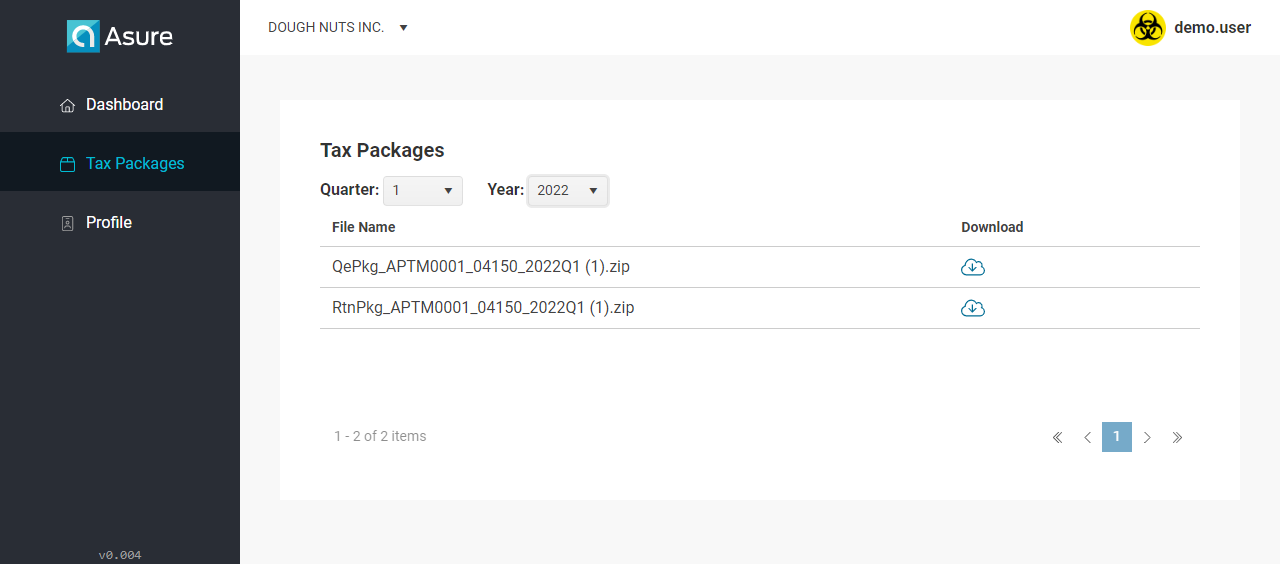 Asure
DOUGH NUTS INC.
demo.user
Dashboard
Tax Packages
Profile
v0.004
Tax Packages
Quarter: 1 Year: 2022
File Name Download
QePkg_APTM0001_04150_2022Q1 (1).zip
RtnPkg_APTM0001_04150_2022Q1 (1).zip
1 - 2 of 2 items
1